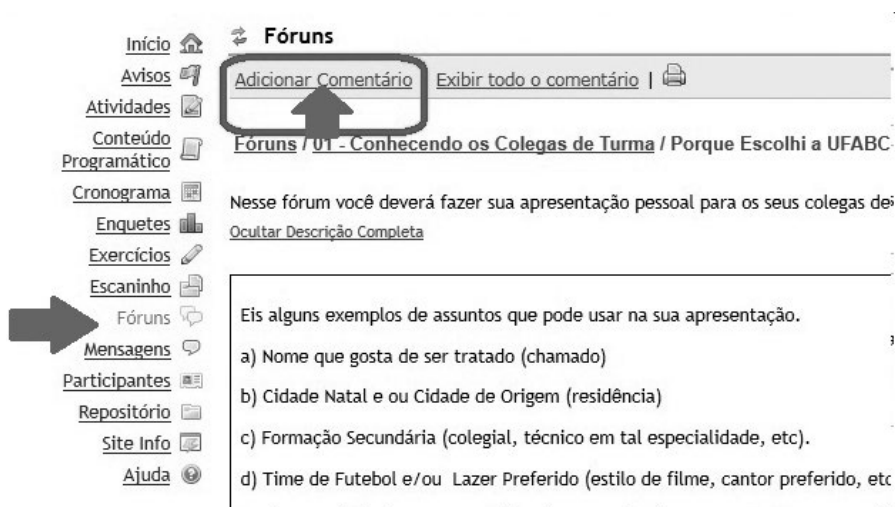 Início
Avisos
Atividades
Conteúdo
Programático
Cronograma
Enquetes
Exercícios
Escaninho
Fóruns
Mensagens
Participantes
Repositório
Site Info
Ajuda
Fóruns
Adicionar Comentário Exibir todo o comentário |
Fóruns / 01 - Conhecendo os Colegas de Turma / Porque Escolhi a UFABC
Nesse fórum você deverá fazer sua apresentação pessoal para os seus colegas de
Ocultar Descrição Completa
Eis alguns exemplos de assuntos que pode usar na sua apresentação.
a) Nome que gosta de ser tratado (chamado)
b) Cidade Natal e ou Cidade de Origem (residência)
c) Formação Secundária (colegial, técnico em tal especialidade, etc).
d) Time de Futebol e/ou Lazer Preferido (estilo de filme, cantor preferido, etc